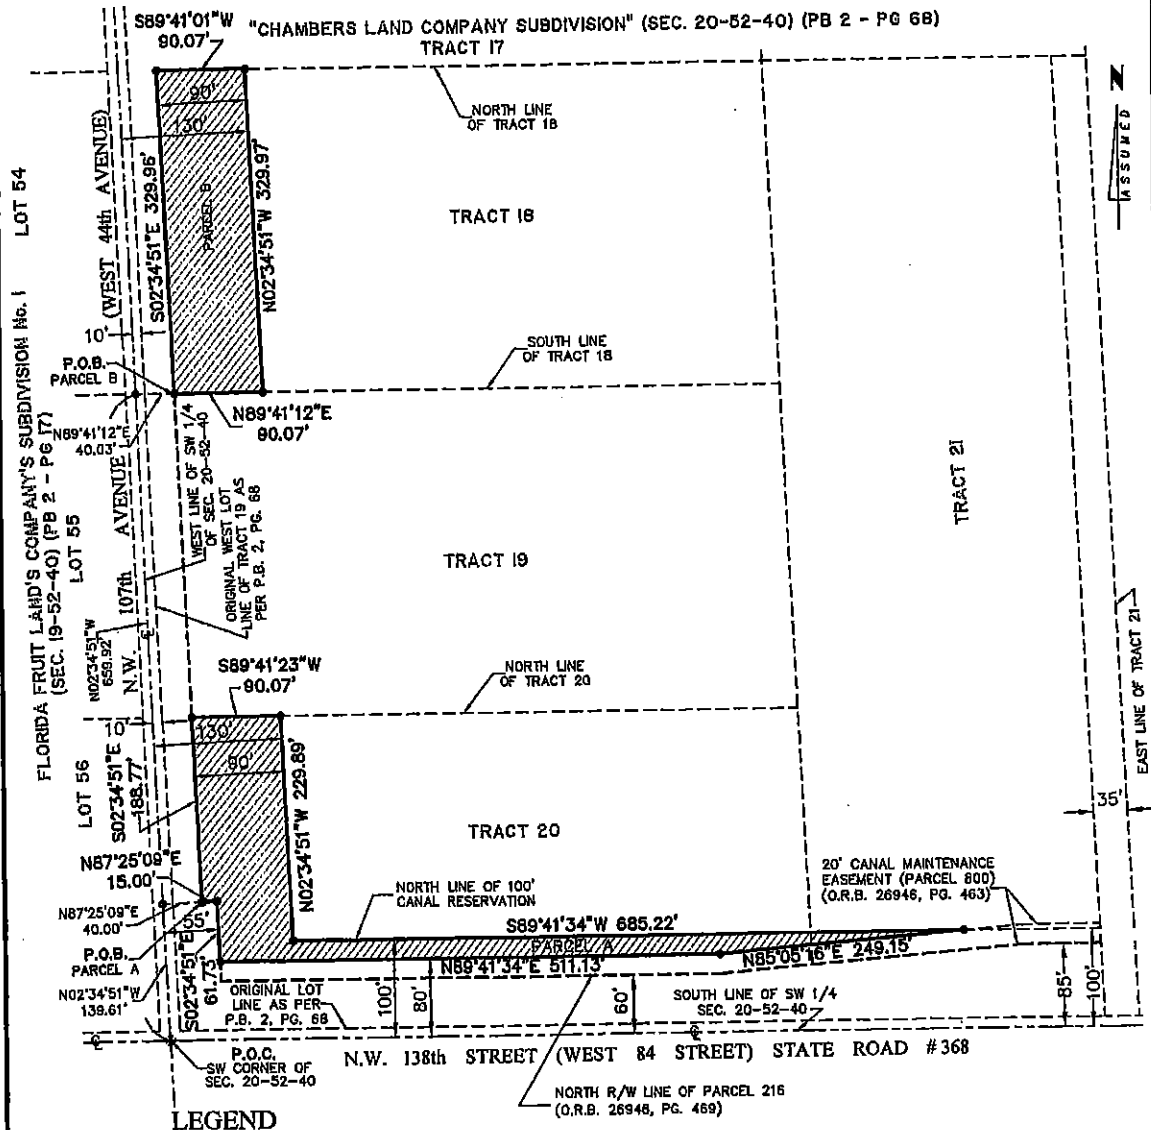 S89°41'01"W
90.07'
"CHAMBERS LAND COMPANY SUBDIVISION" (SEC. 20-52-40) (PB 2 - PG 68)
TRACT 17
N
ASSUMED
90'
130'
NORTH LINE
OF TRACT 18
(WEST 44th AVENUE)
S02°34'51"E 329.96'
PARCEL B
N02°34'51"W 329.97'
TRACT 18
LOT 54
10'
P.O.B.
PARCEL B
SOUTH LINE
OF TRACT 18
N89°41'12"E
40.03'
N89°41'12"E
90.07'
FLORIDA FRUIT LAND'S COMPANY'S SUBDIVISION No. 1
(SEC. 19-52-40) (PB 2 - PG 17)
LOT 55
N.W. 107th AVENUE
WEST LINE OF SW 1/4
OF SEC. 20-52-40
ORIGINAL WEST LOT
LINE OF TRACT 19 AS
PER P.B. 2, PG. 68
TRACT 19
TRACT 21
N02°34'51"W
659.92'
S89°41'23"W
90.07'
NORTH LINE
OF TRACT 20
EAST LINE OF TRACT 21
10'
130'
90'
LOT 56
S02°34'51"E
188.77'
N02°34'51"W 229.89'
TRACT 20
35'
N87°25'09"E
15.00'
20' CANAL MAINTENANCE
EASEMENT (PARCEL 800)
(O.R.B. 26946, PG. 463)
NORTH LINE OF 100'
CANAL RESERVATION
N87°25'09"E
40.00'
55'
S89°41'34"W 685.22'
PARCEL A
P.O.B.
PARCEL A
S02°34'51"E
61.73'
N89°41'34"E 511.13'
N85°05'16"E 249.15'
N02°34'51"W
139.61'
ORIGINAL LOT
LINE AS PER
P.B. 2, PG. 68
100'
80'
60'
SOUTH LINE OF SW 1/4
SEC. 20-52-40
85'
100'
P.O.C.
SW CORNER OF
SEC. 20-52-40
N.W. 138th STREET (WEST 84 STREET) STATE ROAD #368
NORTH R/W LINE OF PARCEL 216
(O.R.B. 26948, PG. 469)
LEGEND